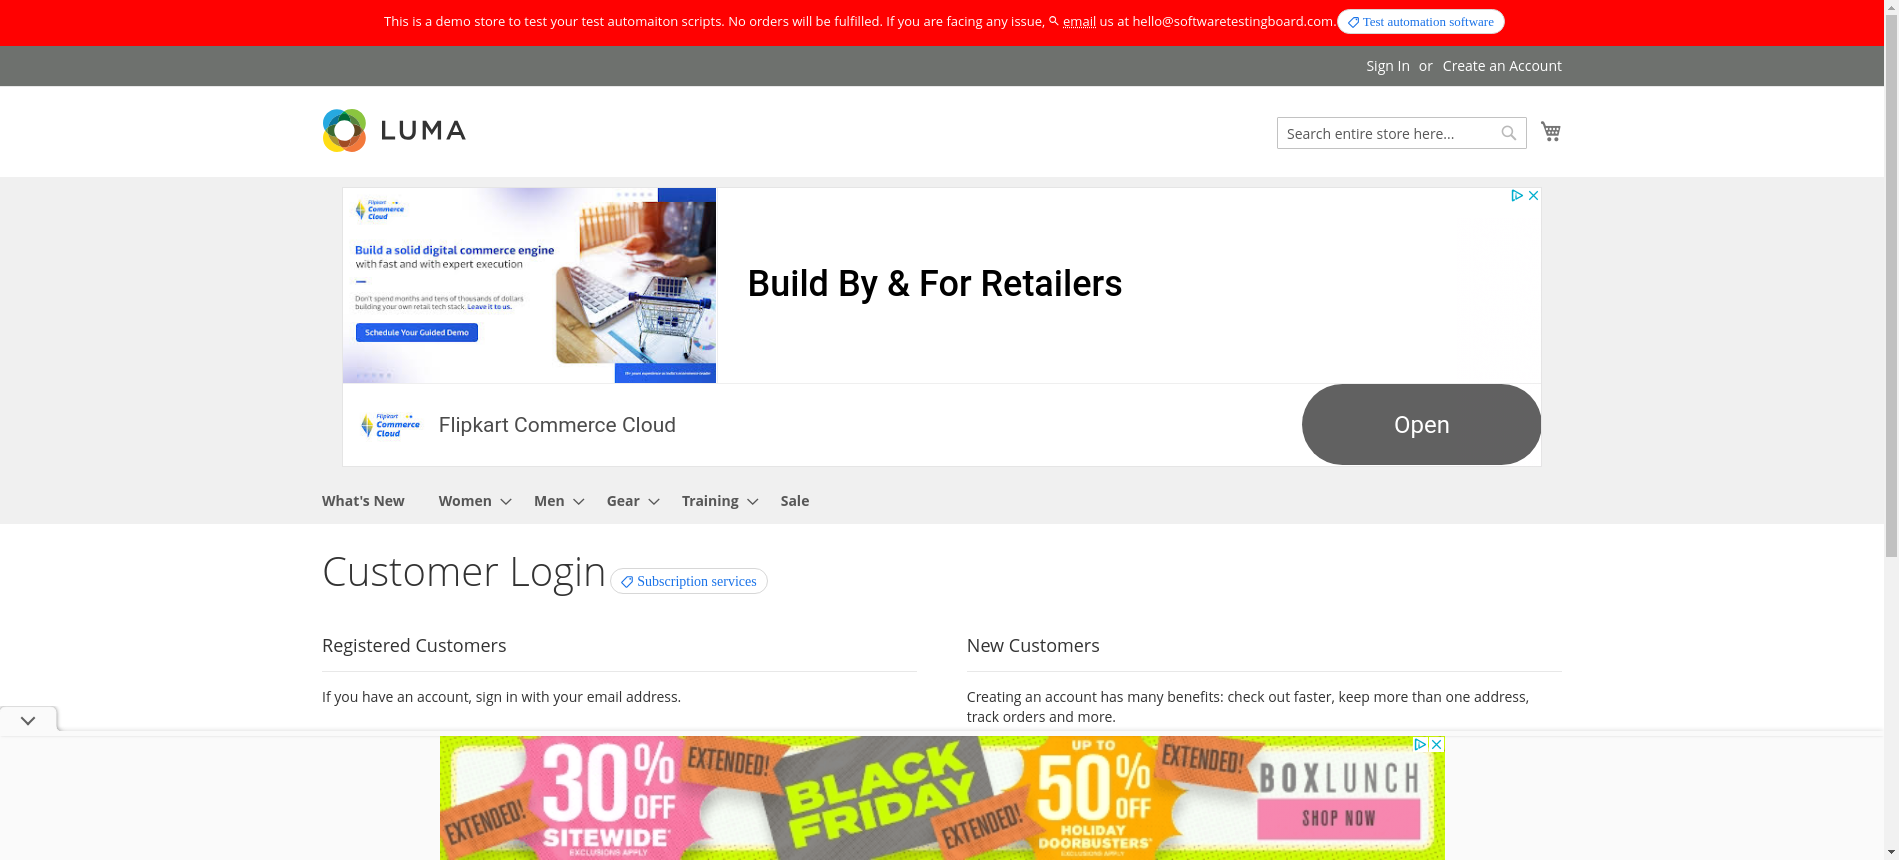 This is a demo store to test your test automaiton scripts. No orders will be fulfilled. If you are facing any issue, email us at hello@softwaretestingboard.com. Test automation software
Sign In or Create an Account
LUMA
Search entire store here...
Flipkart
Commerce
Cloud
Build a solid digital commerce engine
with fast and with expert execution
Don't spend months and tens of thousands of dollars
building your own retail tech stack. Leave it to us.
Schedule Your Guided Demo
Build By & For Retailers
Flipkart
Commerce
Cloud
Flipkart Commerce Cloud
Open
What's New Women Men Gear Training Sale
Customer Login Subscription services
Registered Customers
If you have an account, sign in with your email address.
New Customers
Creating an account has many benefits: check out faster, keep more than one address,
track orders and more.
EXTENDED!
30% OFF
SITEWIDE*
EXCLUSIONS APPLY
EXTENDED!
BLACK
FRIDAY
EXTENDED!
UP TO
50% OFF
HOLIDAY
DOORBUSTERS*
EXCLUSIONS APPLY
EXTENDED!
BOXLUNCH
SHOP NOW